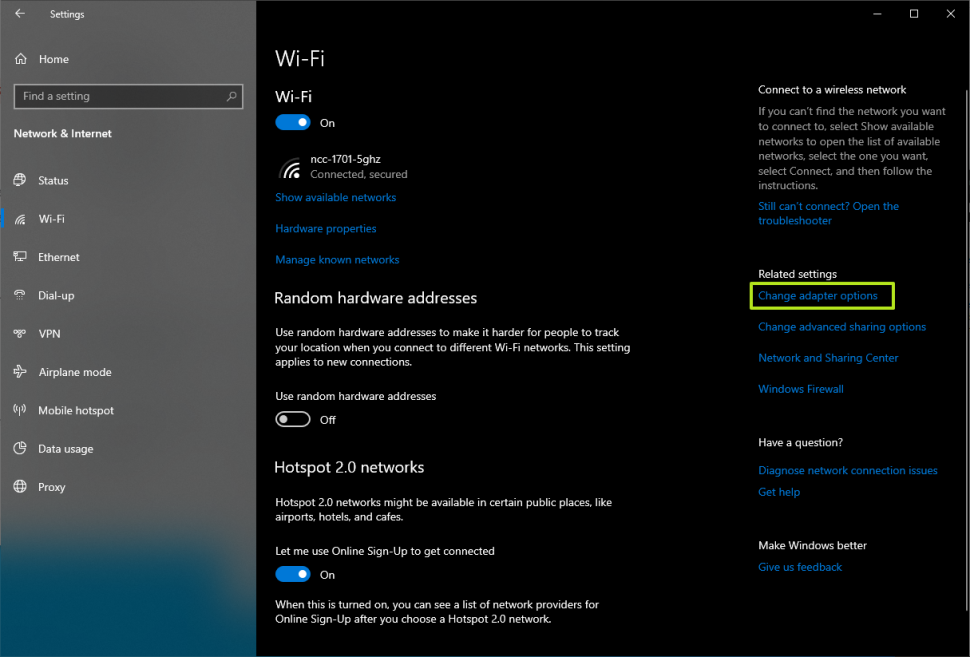 Settings
Home
Find a setting
Network & Internet
Status
Wi-Fi
Ethernet
Dial-up
VPN
Airplane mode
Mobile hotspot
Data usage
Proxy
Wi-Fi
Wi-Fi
On
ncc-1701-5ghz
Connected, secured
Show available networks
Hardware properties
Manage known networks
Random hardware addresses
Use random hardware addresses to make it harder for people to track
your location when you connect to different Wi-Fi networks. This setting
applies to new connections.
Use random hardware addresses
Off
Hotspot 2.0 networks
Hotspot 2.0 networks might be available in certain public places, like
airports, hotels, and cafes.
Let me use Online Sign-Up to get connected
On
When this is turned on, you can see a list of network providers for
Online Sign-Up after you choose a Hotspot 2.0 network.
Connect to a wireless network
If you can't find the network you want
to connect to, select Show available
networks to open the list of available
networks, select the one you want,
select Connect, and then follow the
instructions.
Still can't connect? Open the
troubleshooter
Related settings
Change adapter options
Change advanced sharing options
Network and Sharing Center
Windows Firewall
Have a question?
Diagnose network connection issues
Get help
Make Windows better
Give us feedback